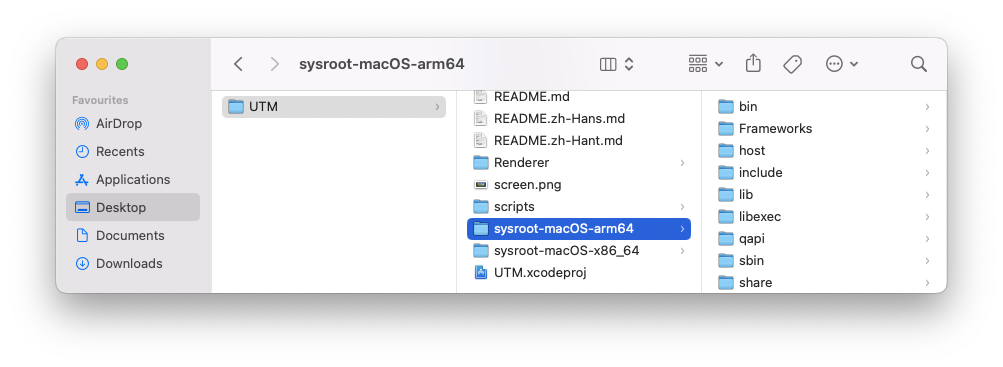 sysroot-macOS-arm64
Favourites
AirDrop
Recents
Applications
Desktop
Documents
Downloads
UTM
README.md
README.zh-Hans.md
README.zh-Hant.md
Renderer
screen.png
scripts
sysroot-macOS-arm64
sysroot-macOS-x86_64
UTM.xcodeproj
bin
Frameworks
host
include
lib
libexec
qapi
sbin
share